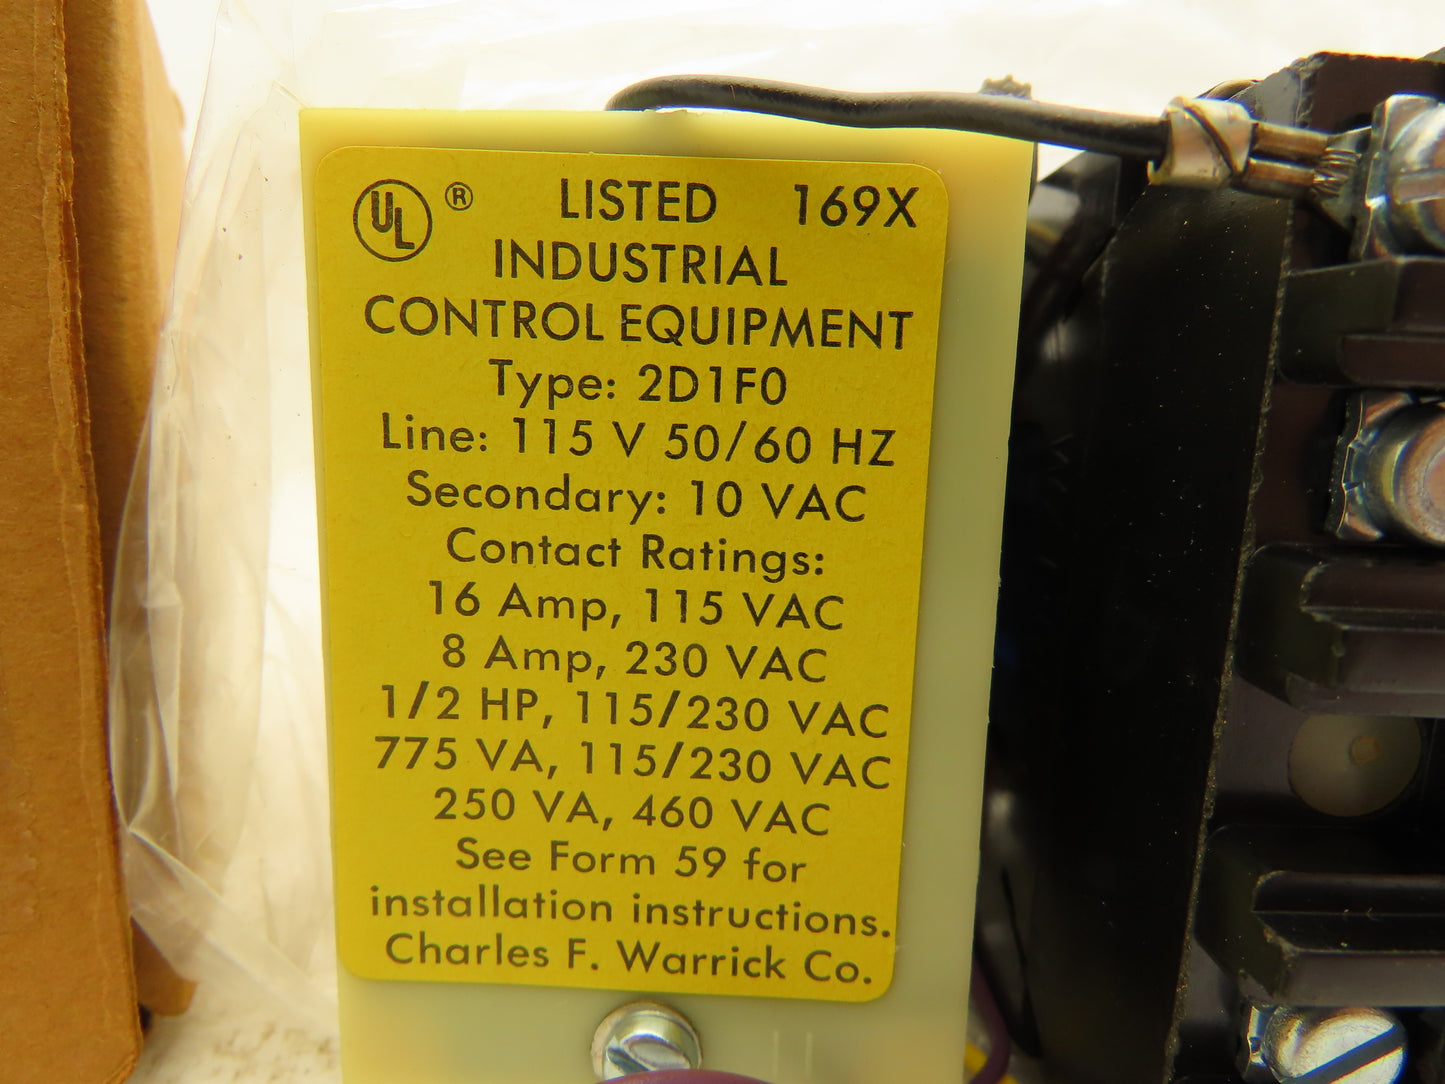 UL ® LISTED 169X
INDUSTRIAL
CONTROL EQUIPMENT
Type: 2D1F0
Line: 115 V 50/60 HZ
Secondary: 10 VAC
Contact Ratings:
16 Amp, 115 VAC
8 Amp, 230 VAC
1/2 HP, 115/230 VAC
775 VA, 115/230 VAC
250 VA, 460 VAC
See Form 59 for
installation instructions.
Charles F. Warrick Co.